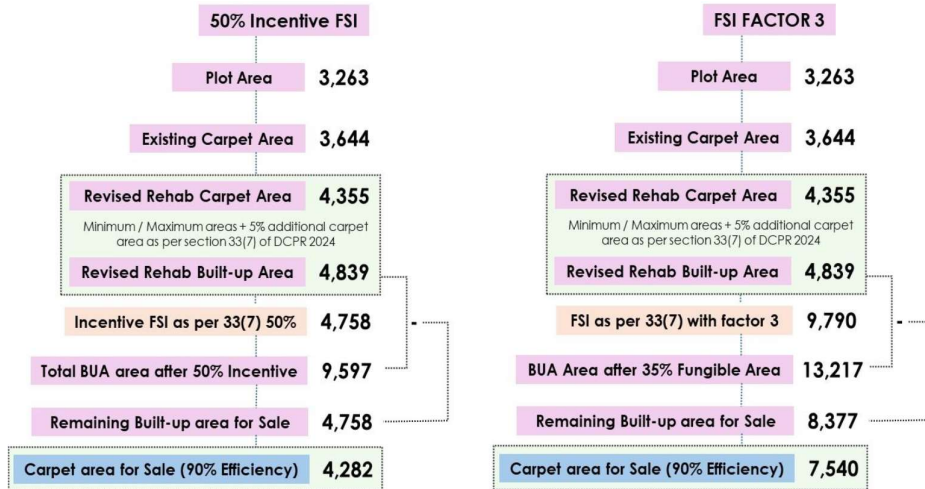 50% Incentive FSI
Plot Area 3,263
Existing Carpet Area 3,644
Revised Rehab Carpet Area 4,355
Minimum / Maximum areas + 5% additional carpet
area as per section 33(7) of DCPR 2024
Revised Rehab Built-up Area 4,839
Incentive FSI as per 33(7) 50% 4,758
-
Total BUA area after 50% Incentive 9,597
Remaining Built-up area for Sale 4,758
Carpet area for Sale (90% Efficiency) 4,282
FSI FACTOR 3
Plot Area 3,263
Existing Carpet Area 3,644
Revised Rehab Carpet Area 4,355
Minimum / Maximum areas + 5% additional carpet
area as per section 33(7) of DCPR 2024
Revised Rehab Built-up Area 4,839
FSI as per 33(7) with factor 3 9,790
-
BUA Area after 35% Fungible Area 13,217
Remaining Built-up area for Sale 8,377
Carpet area for Sale (90% Efficiency) 7,540